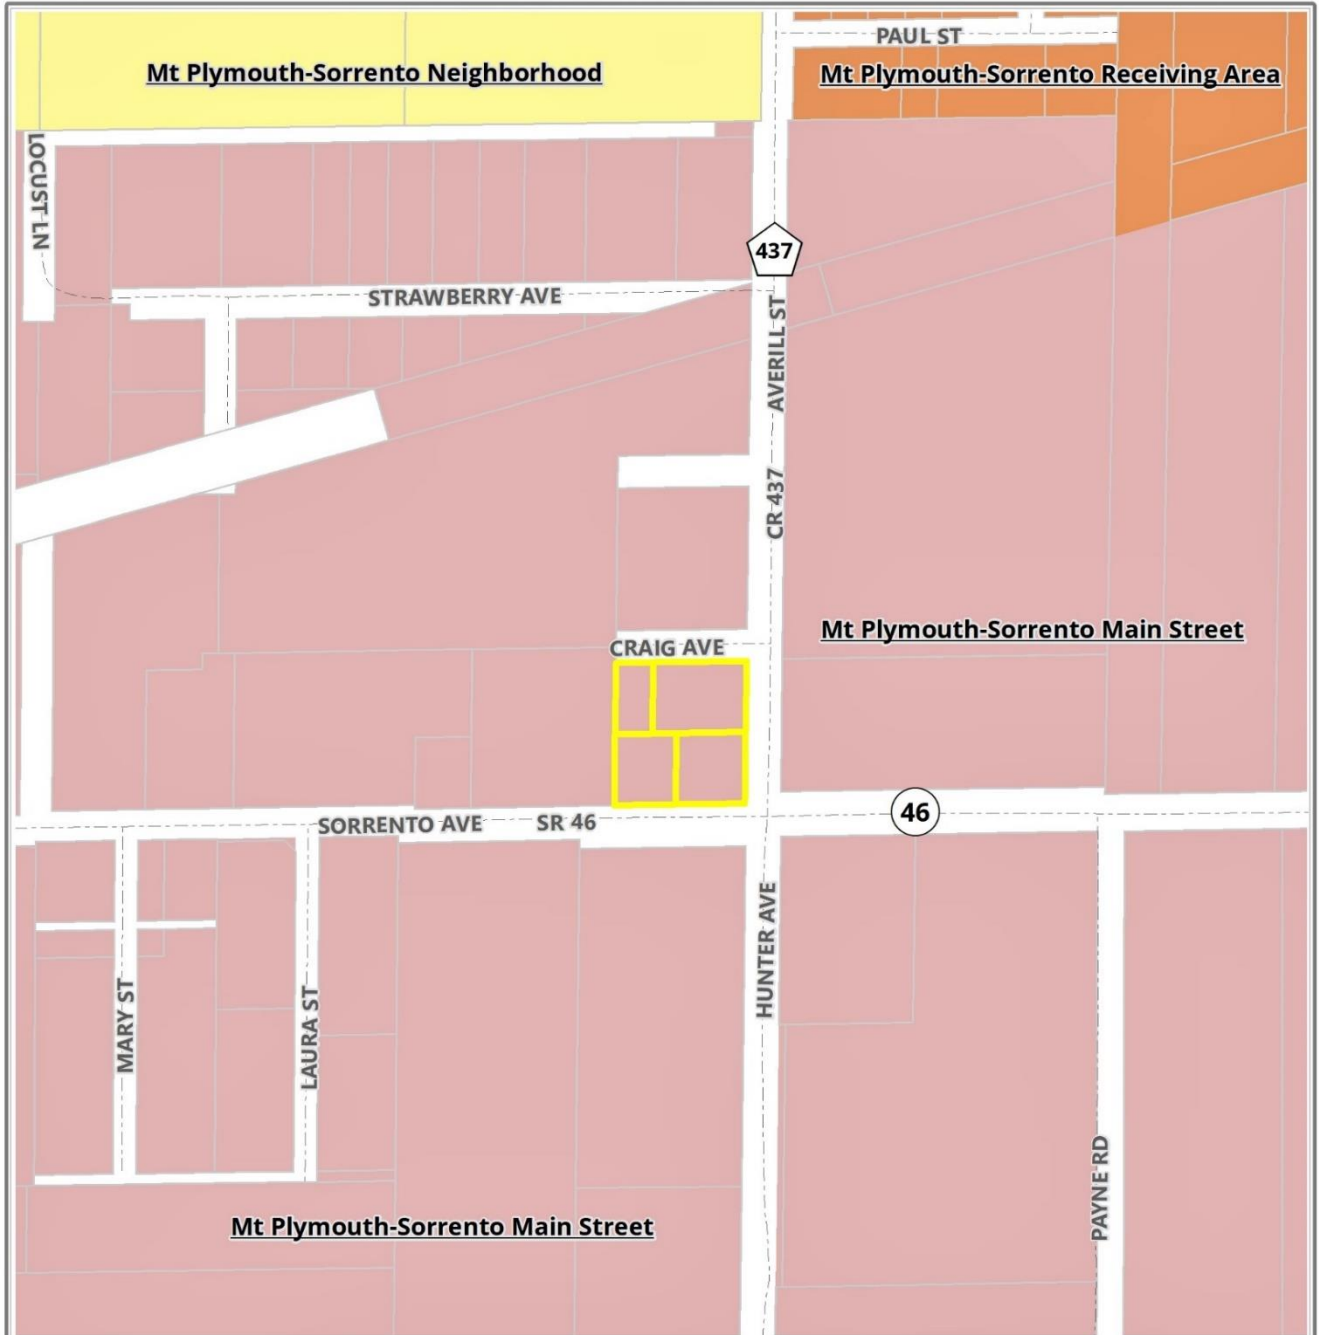 PAUL ST
Mt Plymouth-Sorrento Neighborhood
Mt Plymouth-Sorrento Receiving Area
LOCUST LN
437
STRAWBERRY AVE
AVERILL ST
CR 437
Mt Plymouth-Sorrento Main Street
CRAIG AVE
46
SORRENTO AVE
SR 46
HUNTER AVE
MARY ST
LAURA ST
PAYNE RD
Mt Plymouth-Sorrento Main Street